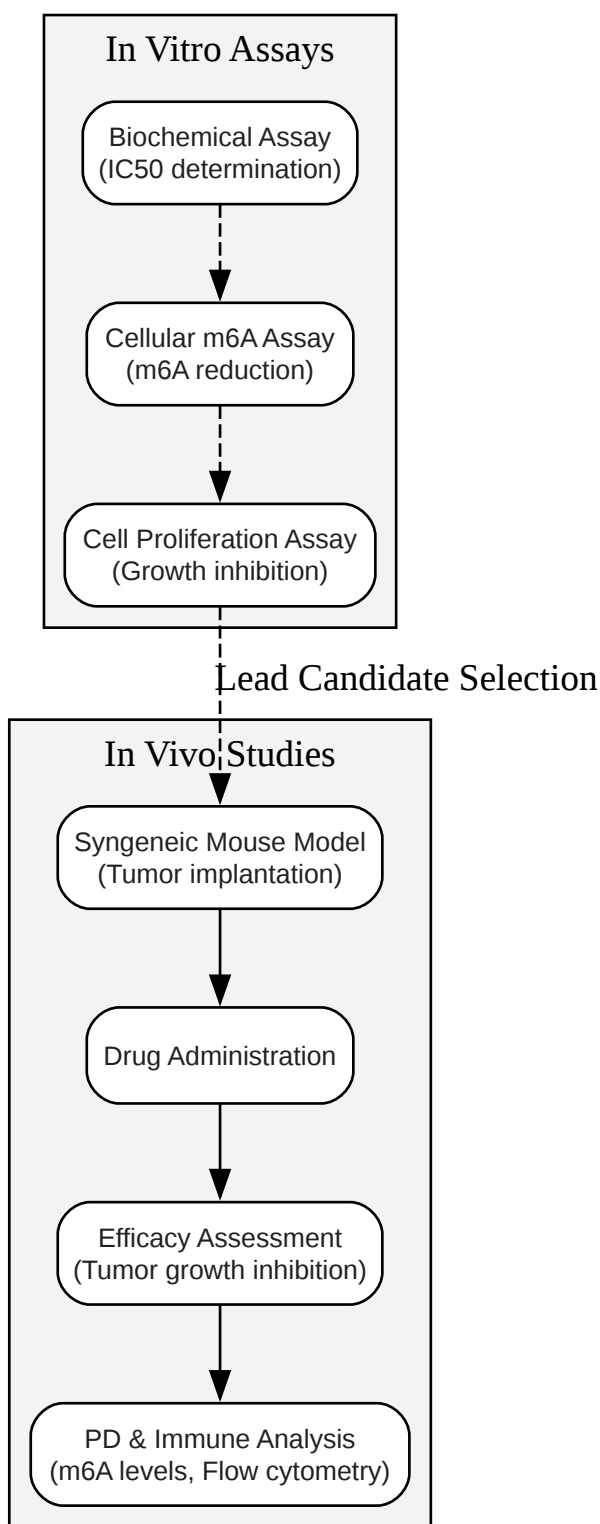 In Vitro Assays
Biochemical Assay
(IC50 determination)
Cellular m6A Assay
(m6A reduction)
Cell Proliferation Assay
(Growth inhibition)
Lead Candidate Selection
In Vivo Studies
Syngeneic Mouse Model
(Tumor implantation)
Drug Administration
Efficacy Assessment
(Tumor growth inhibition)
PD & Immune Analysis
(m6A levels, Flow cytometry)